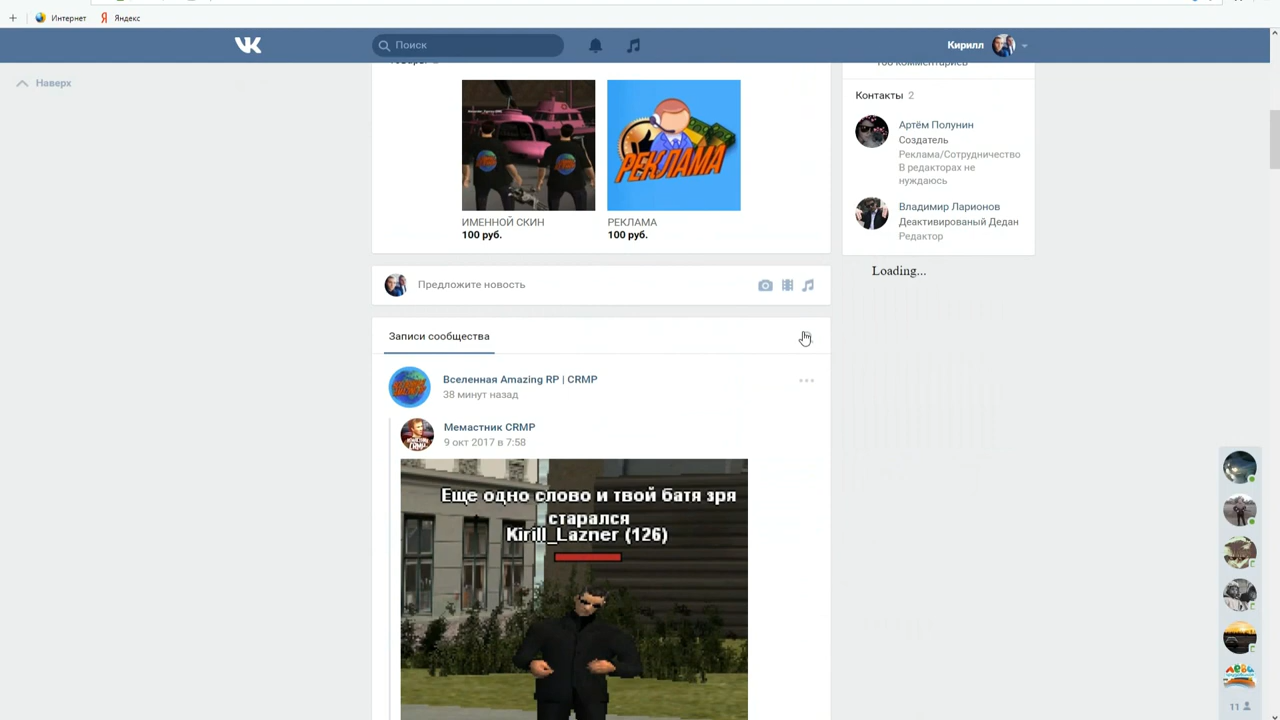 Интернет
Яндекс
Поиск
Кирилл
Наверх
100 комментариев
Контакты 2
Артём Полунин
Создатель
Реклама/Сотрудничество
В редакторах не
нуждаюсь
Владимир Ларионов
Деактивированый Дедан
Редактор
РЕКЛАМА
ИМЕННОЙ СКИН
100 руб.
РЕКЛАМА
100 руб.
Loading...
Предложите новость
Записи сообщества
Вселенная Amazing RP | CRMP
38 минут назад
Мемастник CRMP
9 окт 2017 в 7:58
Еще одно слово и твой батя зря
старался
Kirill_Lazner (126)
11